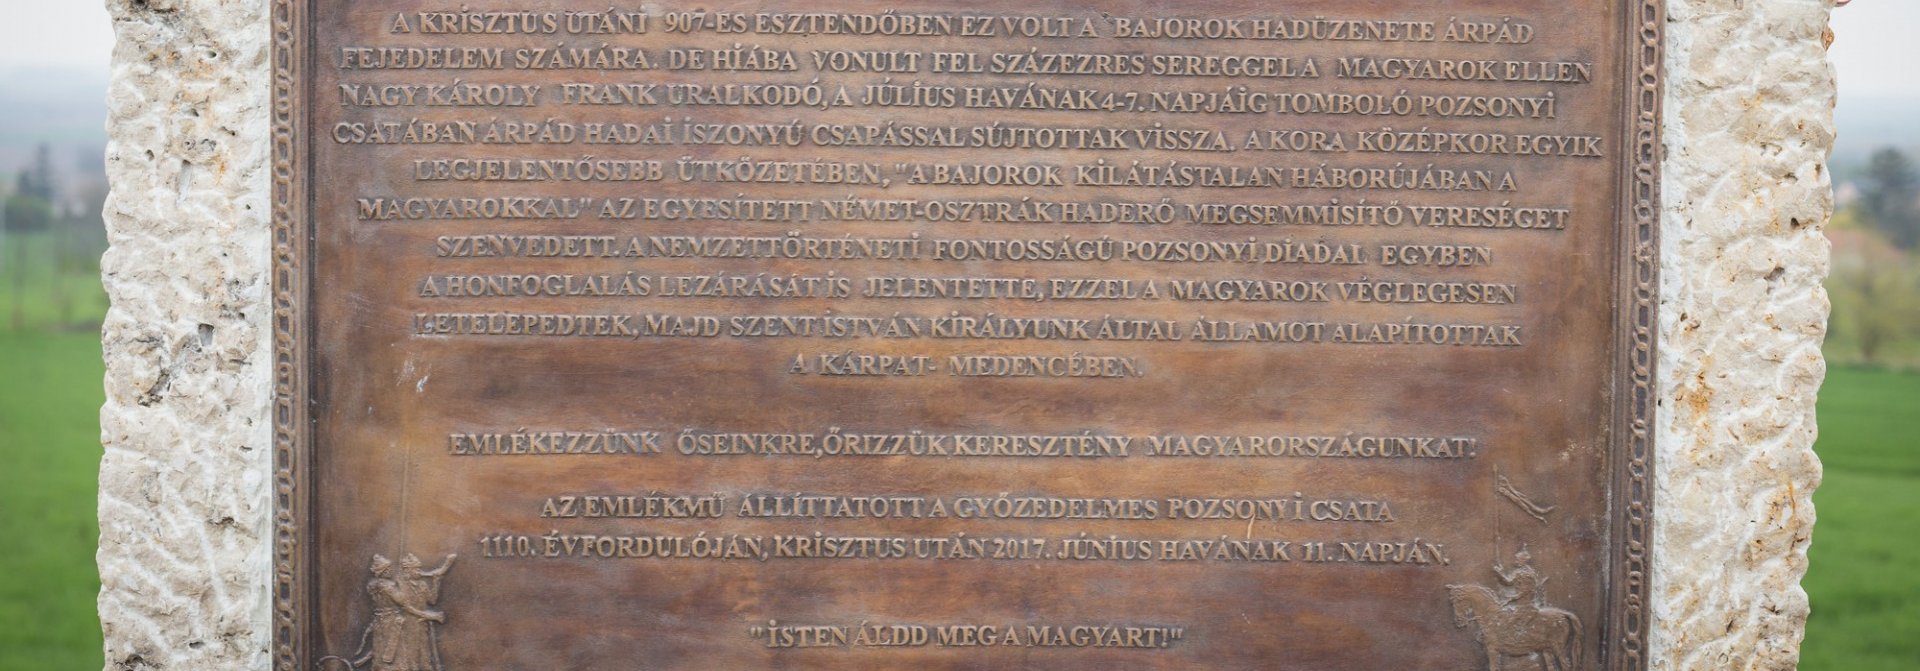 A KRISZTUS UTÁNI 907-ES ESZTENDŐBEN EZ VOLT A BAJOROK HADÜZENETE ÁRPÁD
FEJEDELEM SZÁMÁRA. DE HIÁBA VONULT FEL SZÁZEZRES SEREGGEL A MAGYAROK ELLEN
NAGY KÁROLY FRANK URALKODÓ, A JÚLIUS HAVÁNAK 4-7. NAPJÁIG TOMBOLÓ POZSONYI
CSATÁBAN ÁRPÁD HADAI ISZONYÚ CSAPÁSSAL SÚJTOTTAK VISSZA. A KORA KÖZÉPKOR EGYIK
LEGJELENTŐSEBB ÜTKÖZETÉBEN, "A BAJOROK KILÁTÁSTALAN HÁBORÚJÁBAN A
MAGYAROKKAL" AZ EGYESÍTETT NÉMET-OSZTRÁK HADERŐ MEGSEMMISÍTŐ VERESÉGET
SZENVEDETT. A NEMZETTÖRTÉNETI FONTOSSÁGÚ POZSONYI DIADAL EGYBEN
A HONFOGLALÁS LEZÁRÁSÁT IS JELENTETTE, EZZEL A MAGYAROK VÉGLEGESEN
LETELEPEDTEK, MAJD SZENT ISTVÁN KIRÁLYUNK ÁLTAL ÁLLAMOT ALAPÍTOTTAK
A KÁRPAT- MEDENCÉBEN.
EMLÉKEZZÜNK ŐSEINKRE, ŐRIZZÜK KERESZTÉNY MAGYARORSZÁGUNKAT!
AZ EMLÉKMŰ ÁLLÍTTATOTT A GYŐZEDELMES POZSONYI CSATA
1110. ÉVFORDULÓJÁN, KRISZTUS UTÁN 2017. JÚNIUS HAVÁNAK 11. NAPJÁN.
"ISTEN ÁLDD MEG A MAGYART!"